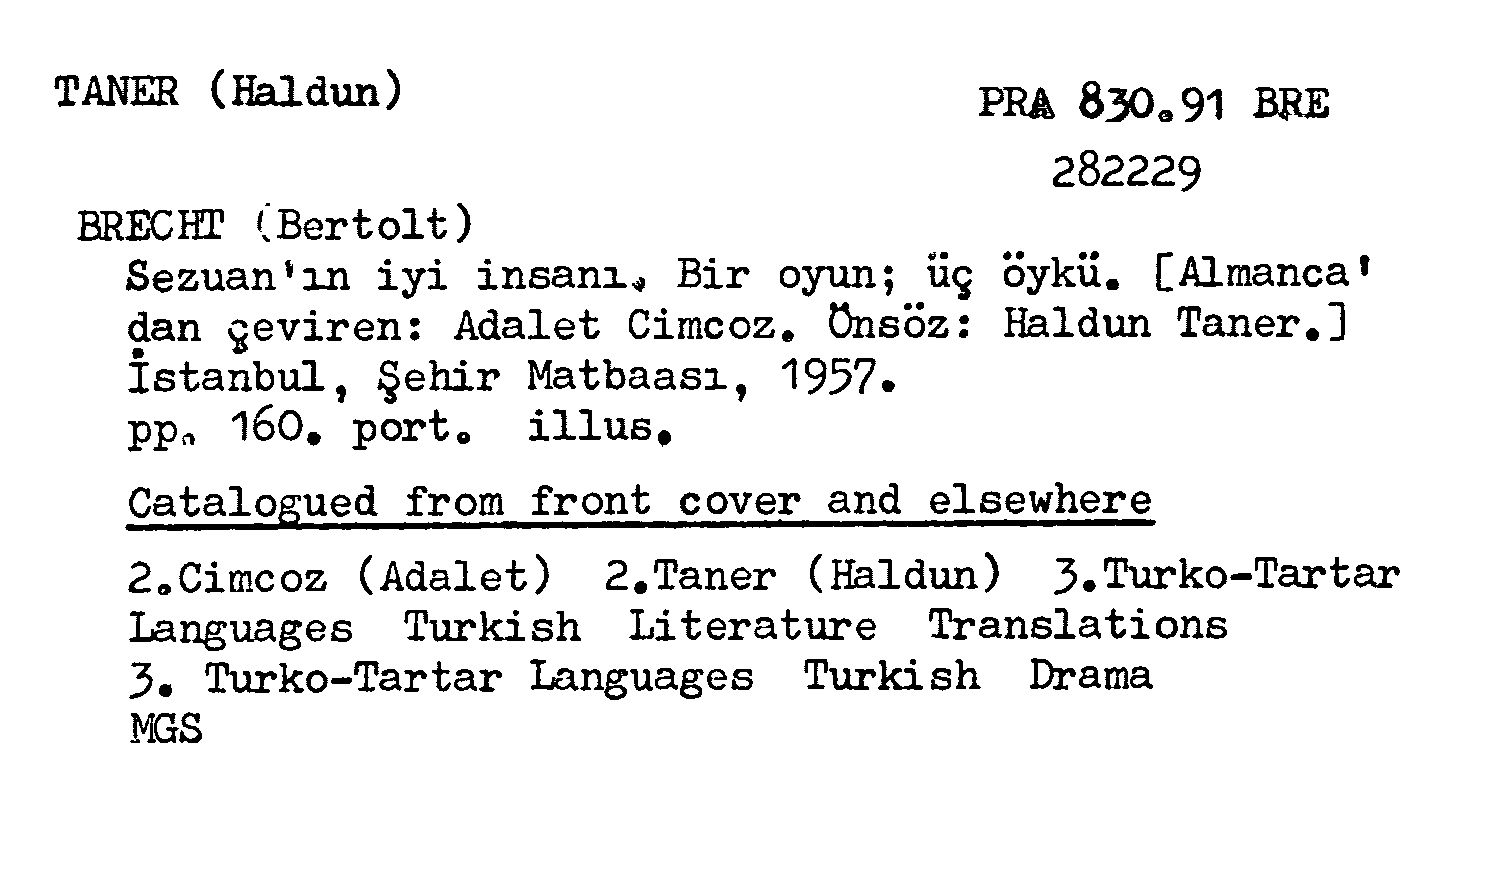 TANER (Haldun)
PRA 830.91 BRE
282229
BRECHT (Bertolt)
Sezuan'ın iyi insanı. Bir oyun; üç öykü. [Almanca'
dan çeviren: Adalet Cimcoz. Önsöz: Haldun Taner.]
İstanbul, Şehir Matbaası, 1957.
pp. 160. port. illus.
Catalogued from front cover and elsewhere
2.Cimcoz (Adalet) 2.Taner (Haldun) 3.Turko-Tartar
Languages Turkish Literature Translations
3. Turko-Tartar Languages Turkish Drama
MGS